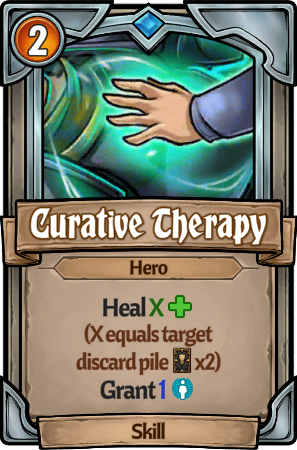 2
Curative Therapy
Hero
Heal X
(X equals target
discard pile x2)
Grant 1
Skill